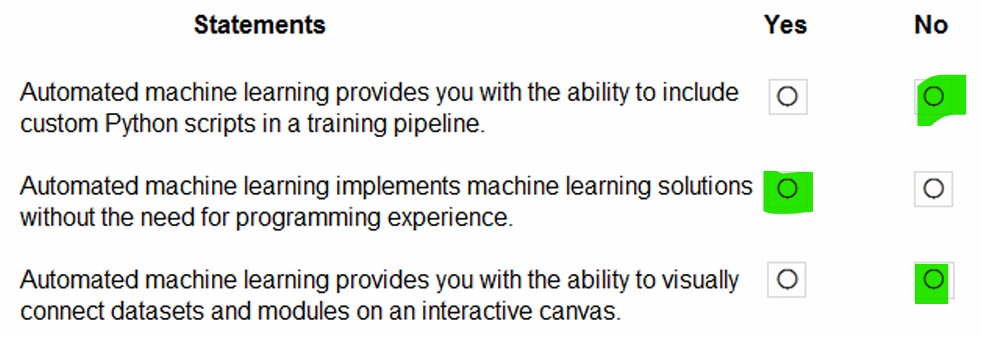 Statements Yes No
Automated machine learning provides you with the ability to include
custom Python scripts in a training pipeline.
Automated machine learning implements machine learning solutions
without the need for programming experience.
Automated machine learning provides you with the ability to visually
connect datasets and modules on an interactive canvas.